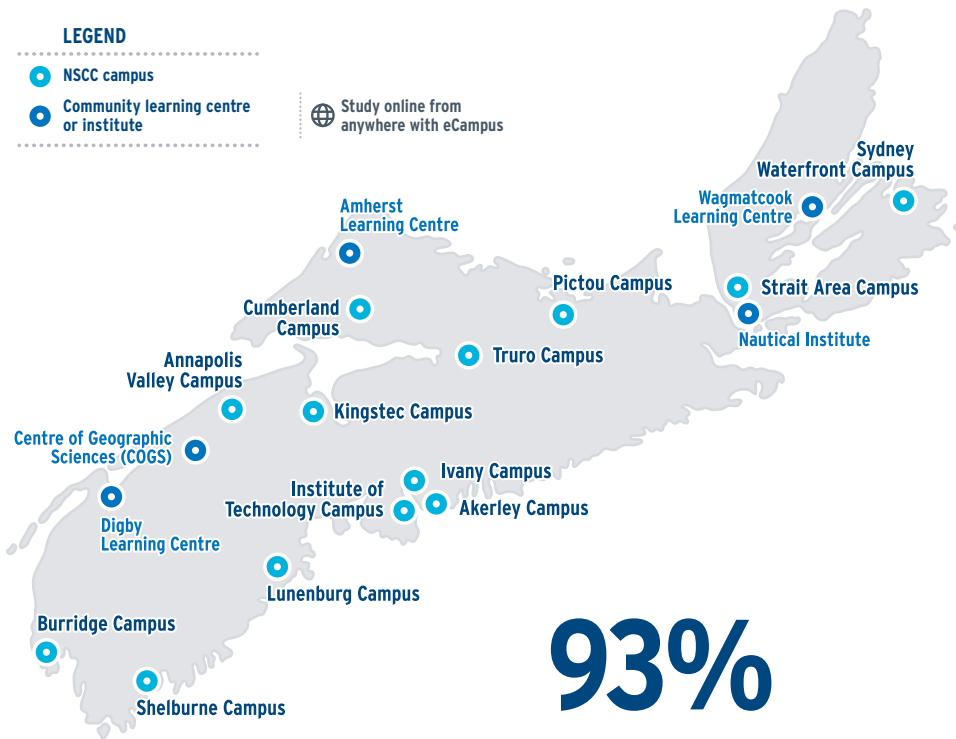 LEGEND
NSCC campus
Community learning centre
or institute
Study online from
anywhere with eCampus
Sydney
Waterfront Campus
Wagmatcook
Learning Centre
Amherst
Learning Centre
Pictou Campus
Strait Area Campus
Cumberland
Campus
Nautical Institute
Truro Campus
Annapolis
Valley Campus
Kingstec Campus
Centre of Geographic
Sciences (COGS)
Ivany Campus
Institute of
Technology Campus
Akerley Campus
Digby
Learning Centre
Lunenburg Campus
Burridge Campus
93%
Shelburne Campus